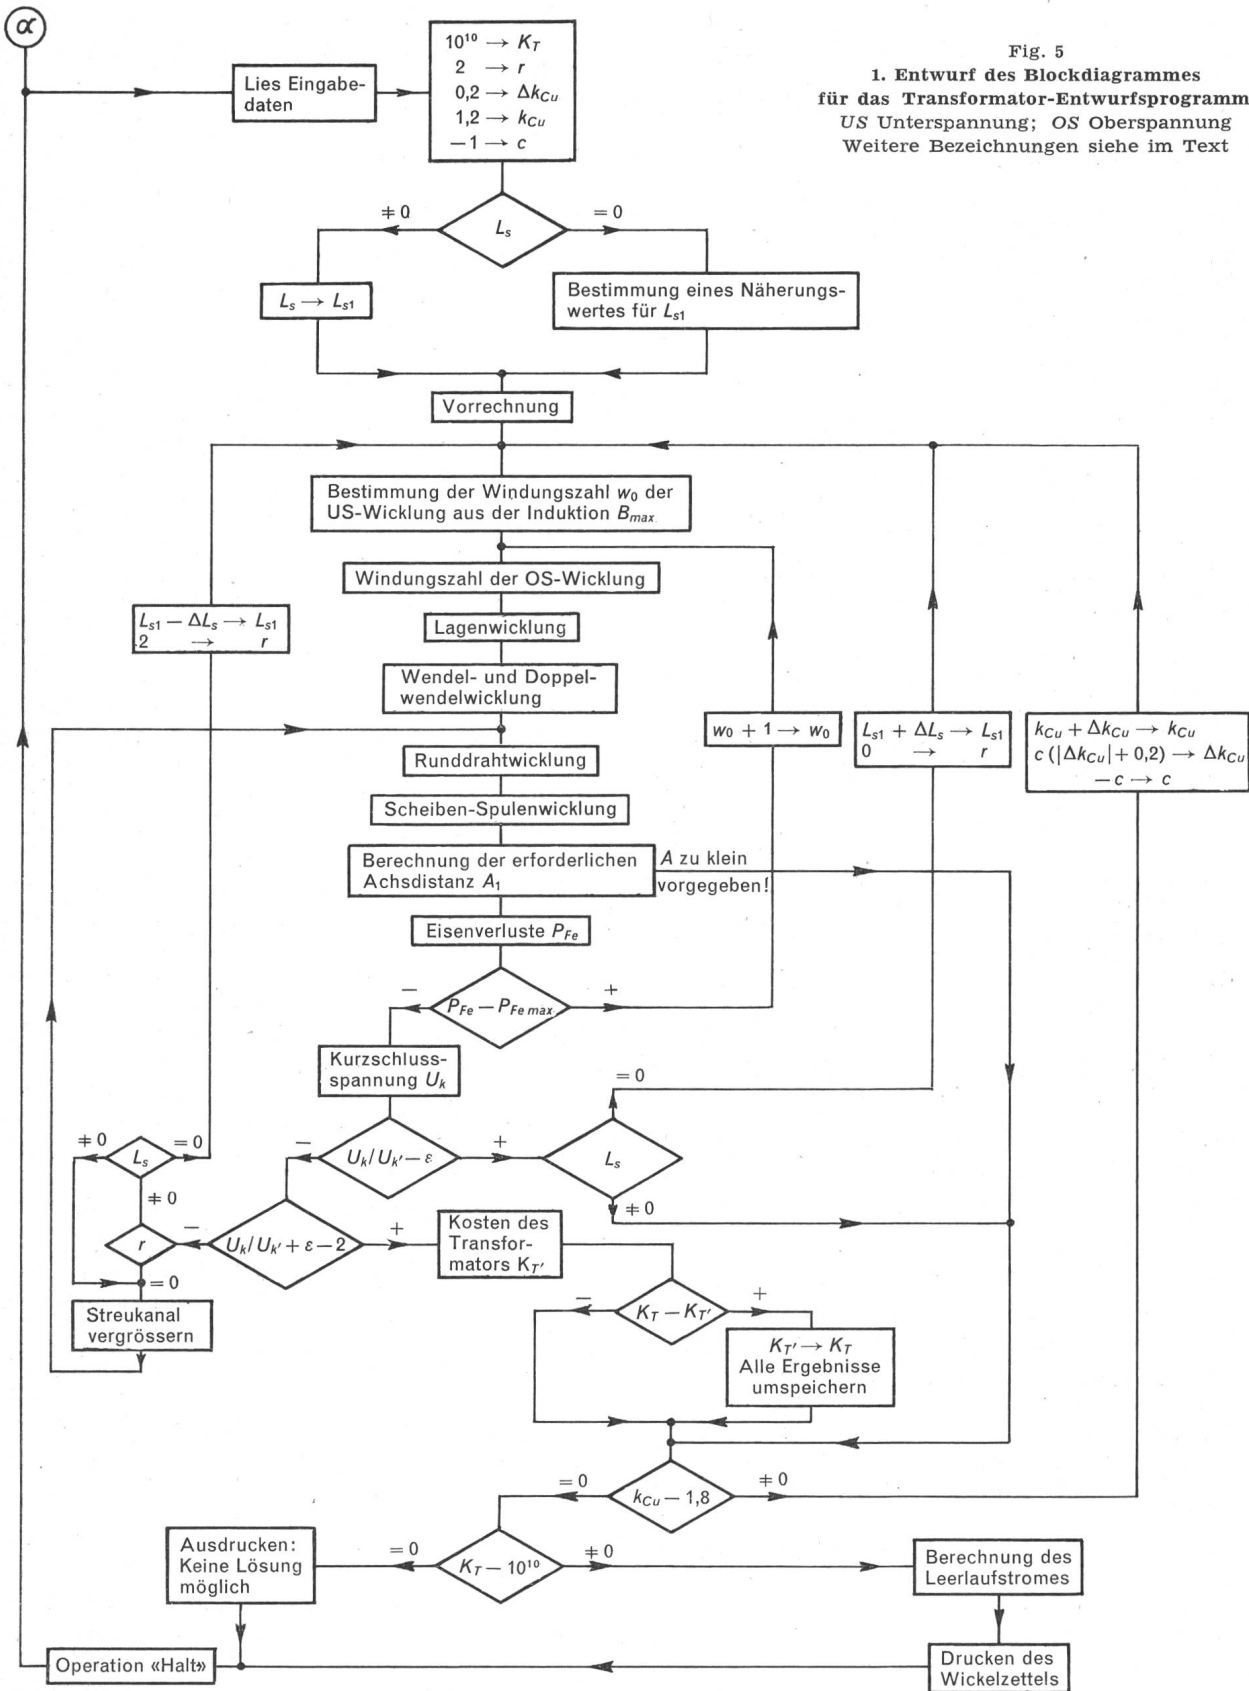 α
Fig. 5
1. Entwurf des Blockdiagrammes
für das Transformator-Entwurfsprogramm
US Unterspannung; OS Oberspannung
Weitere Bezeichnungen siehe im Text
Lies Eingabe-
daten
10¹⁰ → K_T
2 → r
0,2 → Δk_Cu
1,2 → k_Cu
−1 → c
≠ 0
L_s
= 0
L_s → L_s1
Bestimmung eines Näherungs-
wertes für L_s1
Vorrechnung
Bestimmung der Windungszahl w₀ der
US-Wicklung aus der Induktion B_max.
Windungszahl der OS-Wicklung
L_s1 − ΔL_s → L_s1
2 → r
Lagenwicklung
Wendel- und Doppel-
wendelwicklung
w₀ + 1 → w₀
L_s1 + ΔL_s → L_s1
0 → r
k_Cu + Δk_Cu → k_Cu
c (|Δk_Cu| + 0,2) → Δk_Cu
− c → c
Runddrahtwicklung
Scheiben-Spulenwicklung
Berechnung der erforderlichen
Achsdistanz A₁
A zu klein
vorgegeben!
Eisenverluste P_Fe
−
P_Fe − P_Fe max.
+
Kurzschluss-
spannung U_k
= 0
≠ 0
L_s
= 0
−
U_k/U_k' − ε
+
L_s
≠ 0
≠ 0
r
−
U_k/U_k' + ε − 2
+
Kosten des
Transfor-
mators K_T'
= 0
Streukanal
vergrössern
−
K_T − K_T'
+
K_T' → K_T
Alle Ergebnisse
umspeichern
= 0
k_Cu − 1,8
≠ 0
Ausdrucken:
Keine Lösung
möglich
= 0
K_T − 10¹⁰
≠ 0
Berechnung des
Leerlaufstromes
Operation «Halt»
Drucken des
Wickelzettels